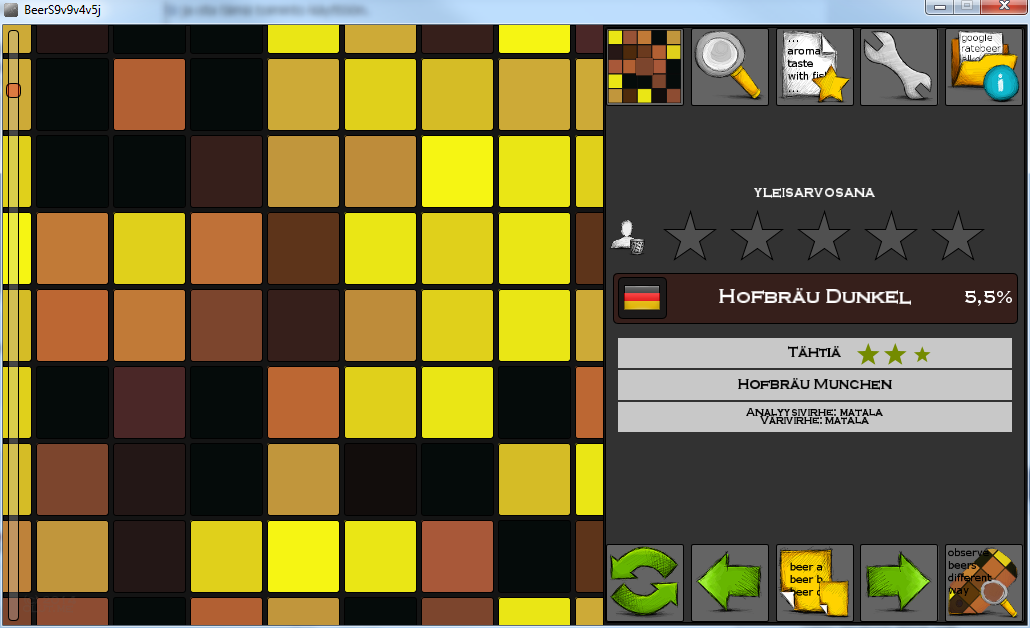 BeerS9v9v4v5j
...
aroma
taste
with fis
...
google
ratebeer
YLEISARVOSANA
HOFBRÄU DUNKEL 5,5%
TÄHTIÄ
HOFBRÄU MUNCHEN
ANALYYSIVIRHE: MATALA
VÄRIVIRHE: MATALA
beer a
beer b
beer c
observe
beers
different
way